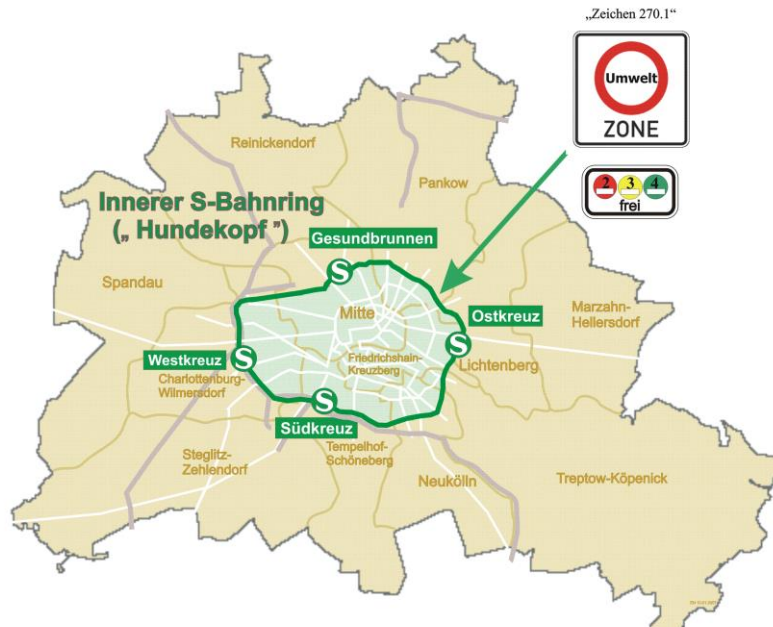 „Zeichen 270.1“
Umwelt
ZONE
2 3 4
frei
Reinickendorf
Pankow
Innerer S-Bahnring
(„ Hundekopf ”)
Gesundbrunnen
S
Spandau
Mitte
Marzahn-
Hellersdorf
Ostkreuz
S
Westkreuz
S
Friedrichshain-
Kreuzberg
Lichtenberg
Charlottenburg-
Wilmersdorf
S
Südkreuz
Steglitz-
Zehlendorf
Tempelhof-
Schöneberg
Neukölln
Treptow-Köpenick